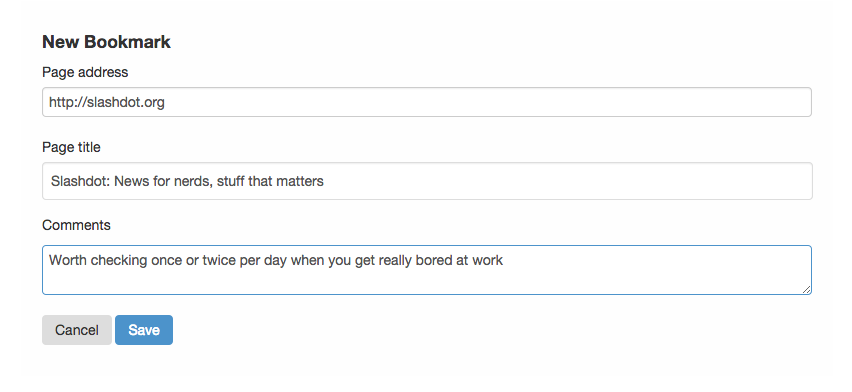 New Bookmark
Page address
http://slashdot.org
Page title
Slashdot: News for nerds, stuff that matters
Comments
Worth checking once or twice per day when you get really bored at work
Cancel Save